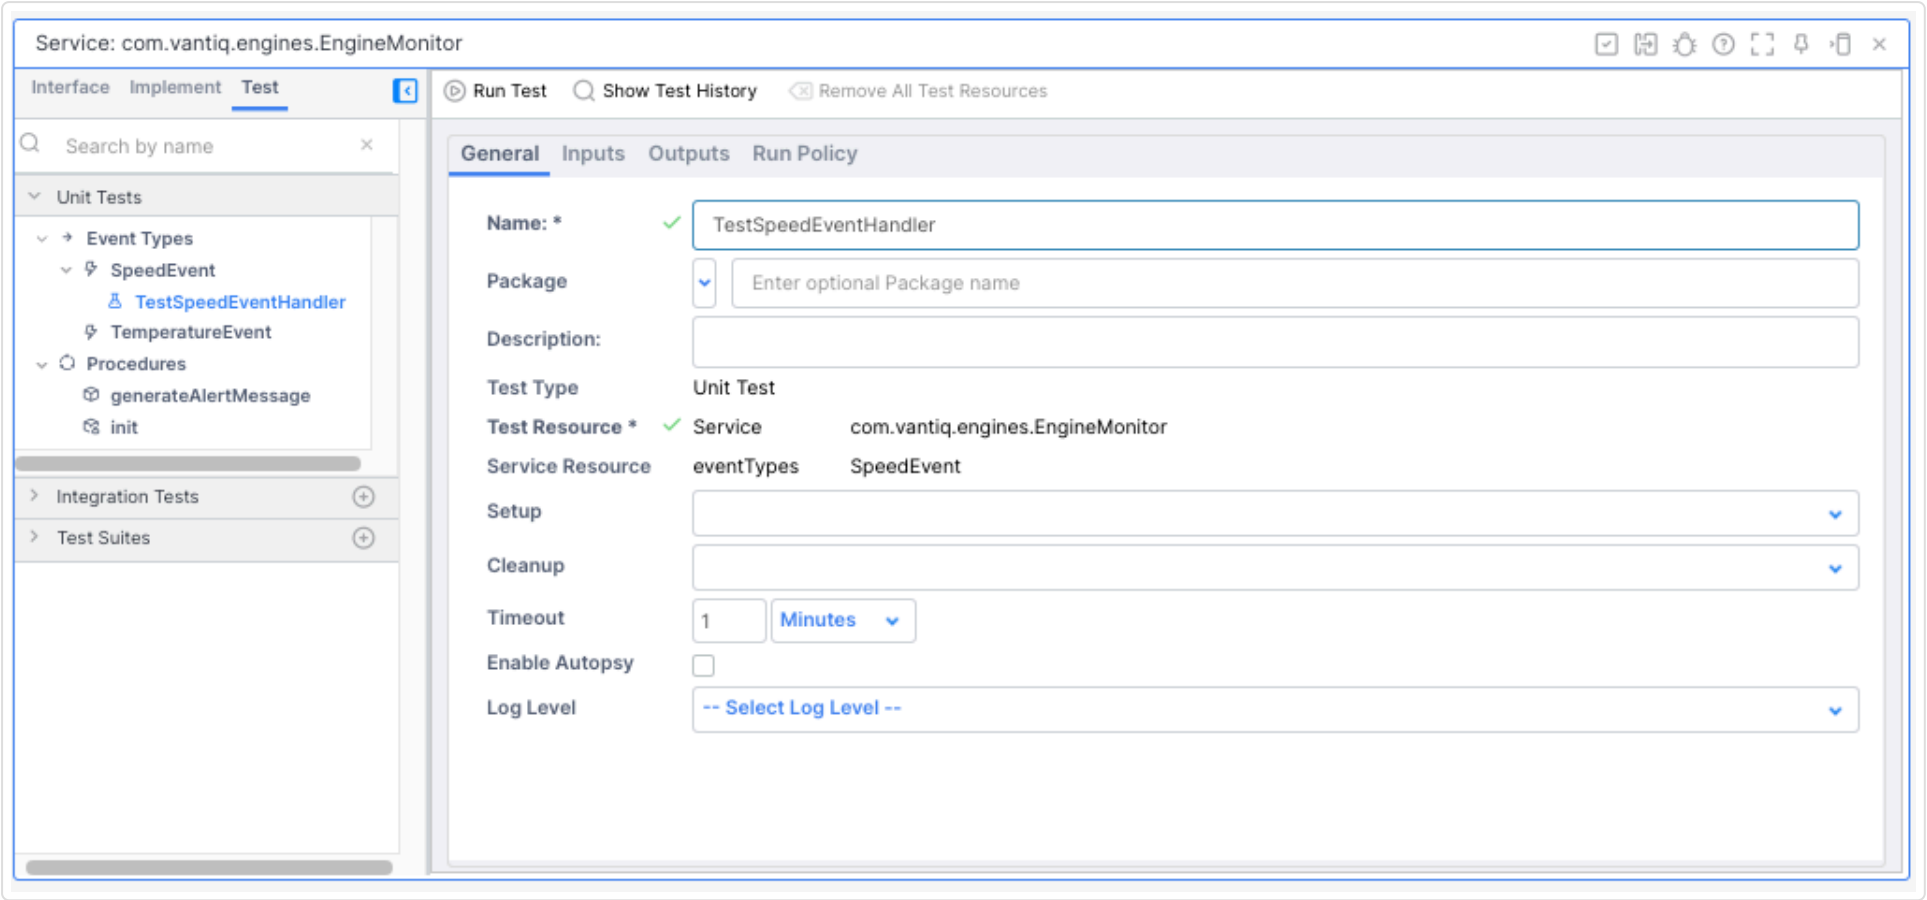 Service: com.vantiq.engines.EngineMonitor
Interface Implement Test
Search by name
Unit Tests
Event Types
SpeedEvent
TestSpeedEventHandler
TemperatureEvent
Procedures
generateAlertMessage
init
Integration Tests
Test Suites
Run Test Show Test History Remove All Test Resources
General Inputs Outputs Run Policy
Name: * TestSpeedEventHandler
Package Enter optional Package name
Description:
Test Type Unit Test
Test Resource * Service com.vantiq.engines.EngineMonitor
Service Resource eventTypes SpeedEvent
Setup
Cleanup
Timeout 1 Minutes
Enable Autopsy
Log Level -- Select Log Level --